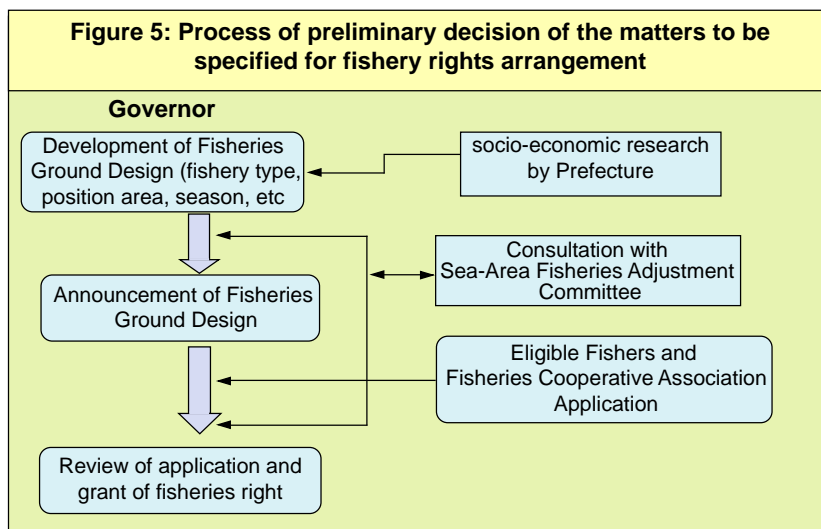 Figure 5: Process of preliminary decision of the matters to be
specified for fishery rights arrangement
Governor
Development of Fisheries
Ground Design (fishery type,
position area, season, etc
socio-economic research
by Prefecture
Consultation with
Sea-Area Fisheries Adjustment
Committee
Announcement of Fisheries
Ground Design
Eligible Fishers and
Fisheries Cooperative Association
Application
Review of application and
grant of fisheries right